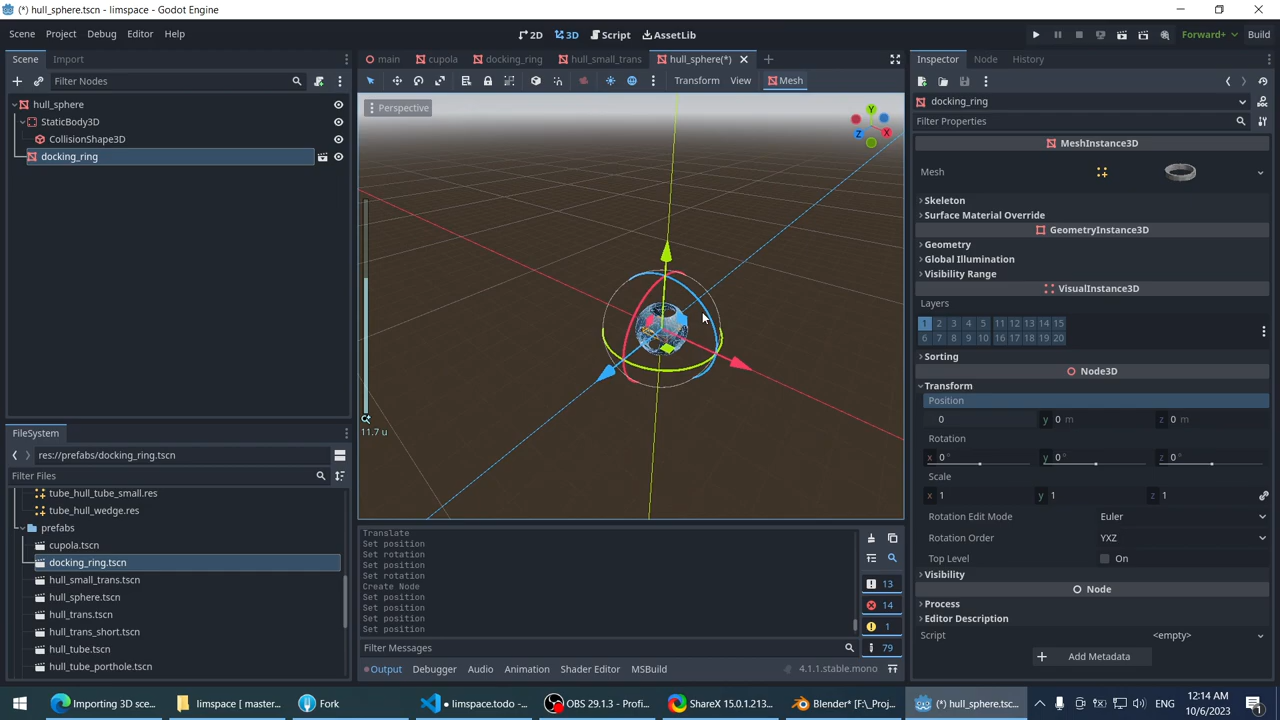 (*) hull_sphere.tscn - limspace - Godot Engine
Scene Project Debug Editor Help
2D 3D Script AssetLib
Forward+ Build
Scene Import
main cupola docking_ring hull_small_trans hull_sphere(*)
Inspector Node History
Filter Nodes
Transform View Mesh
docking_ring
Filter Properties
hull_sphere
StaticBody3D
CollisionShape3D
docking_ring
Perspective
Y
X
Z
11.7 u
MeshInstance3D
Mesh
Skeleton
Surface Material Override
GeometryInstance3D
Geometry
Global Illumination
Visibility Range
VisualInstance3D
Layers
1 2 3 4 5 11 12 13 14 15
6 7 8 9 10 16 17 18 19 20
Sorting
Node3D
Transform
Position
0 y 0 m z 0 m
Rotation
x 0° y 0° z 0°
Scale
x 1 y 1 z 1
Rotation Edit Mode Euler
Rotation Order YXZ
Top Level On
Visibility
Node
Process
Editor Description
Script <empty>
Add Metadata
FileSystem
res://prefabs/docking_ring.tscn
Filter Files
tube_hull_tube_small.res
tube_hull_wedge.res
prefabs
cupola.tscn
docking_ring.tscn
hull_small_trans.tscn
hull_sphere.tscn
hull_trans.tscn
hull_trans_short.tscn
hull_tube.tscn
hull_tube_porthole.tscn
Translate
Set position
Set rotation
Set position
Set rotation
Create Node
Set position
Set position
Set position
13
14
1
79
Filter Messages
Output Debugger Audio Animation Shader Editor MSBuild
4.1.1.stable.mono
Importing 3D scene...
limspace [ master...
Fork
● limspace.todo - ...
OBS 29.1.3 - Profi...
ShareX 15.0.1.213...
Blender* [F:\_Proj...
(*) hull_sphere.tsc...
12:14 AM
10/6/2023
1